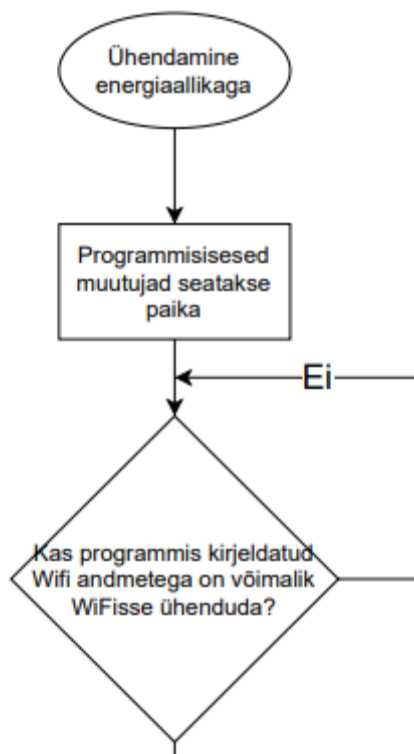 Ühendamine
energiaallikaga
Programmisisesed
muutujad seatakse
paika
Ei
Kas programmis kirjeldatud
Wifi andmetega on võimalik
WiFisse ühenduda?